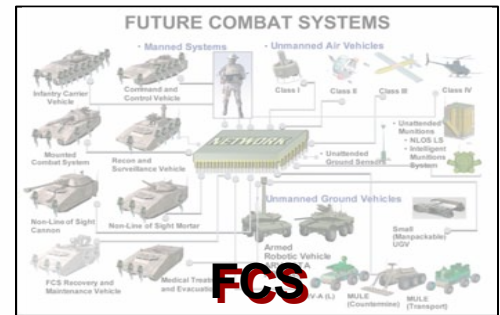 FUTURE COMBAT SYSTEMS
• Manned Systems
• Unmanned Air Vehicles
Infantry Carrier
Vehicle
Command and
Control Vehicle
Class I
Class II
Class III
Class IV
Mounted
Combat System
Recon and
Surveillance Vehicle
NETWORK
• Unattended
Ground Sensors
• Unattended
Munitions
• NLOS LS
• Intelligent
Munitions
System
Non-Line of Sight
Cannon
Non-Line of Sight Mortar
Unmanned Ground Vehicles
Small
(Manpackable)
UGV
FCS Recovery and
Maintenance Vehicle
Medical
and
Armed
Robotic Vehicle
MULE
(Countermine)
MULE
(Transport)
FCS